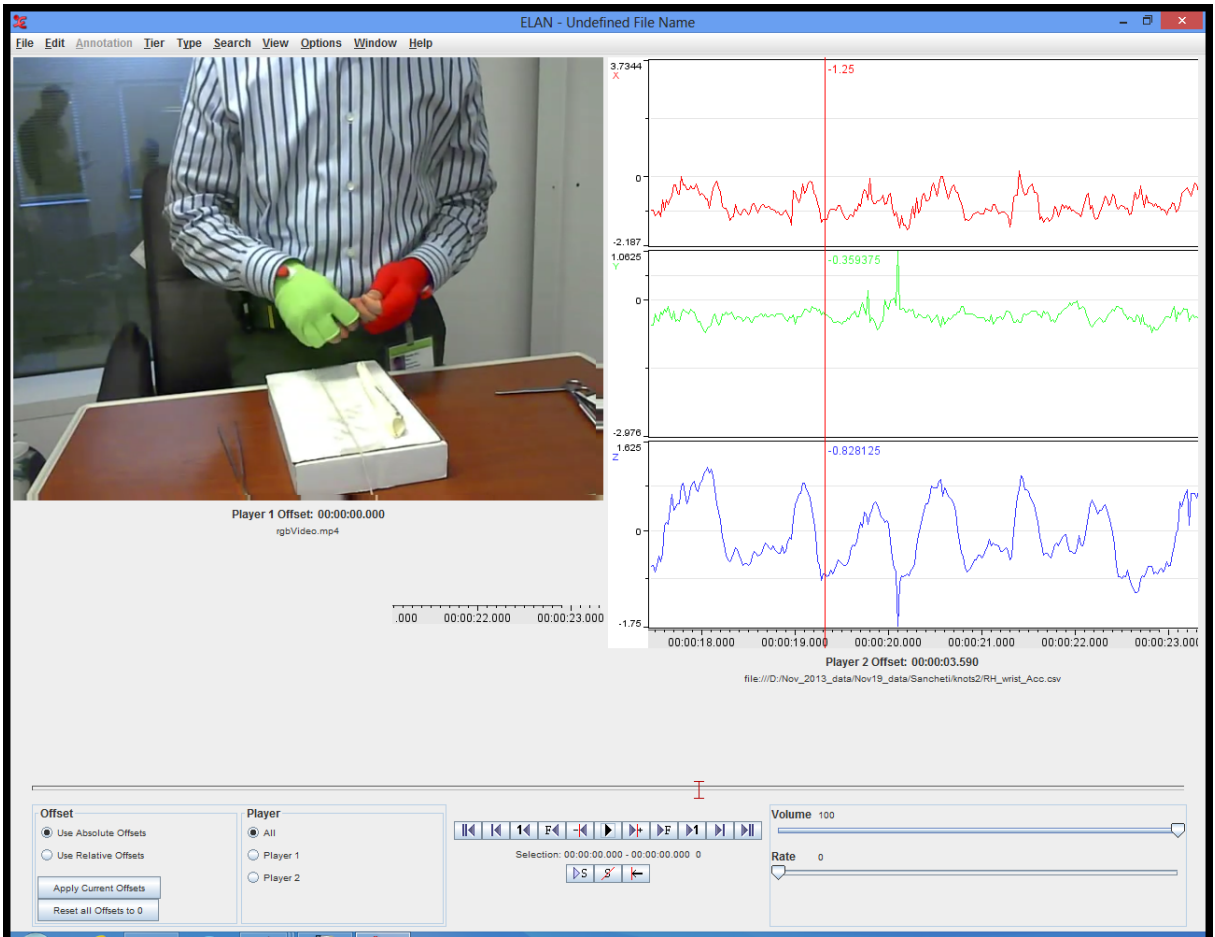 ELAN - Undefined File Name
File Edit Annotation Tier Type Search View Options Window Help
3.7344
X
-1.25
0
-2.187
1.0625
Y
-0.359375
0
-2.976
1.625
Z
-0.828125
0
-1.75
00:00:18.000 00:00:19.000 00:00:20.000 00:00:21.000 00:00:22.000 00:00:23.000
Player 1 Offset: 00:00:00.000
rgbVideo.mp4
.000 00:00:22.000 00:00:23.000
Player 2 Offset: 00:00:03.590
file:///D:/Nov_2013_data/Nov19_data/Sancheti/knots2/RH_wrist_Acc.csv
Offset
Use Absolute Offsets
Use Relative Offsets
Apply Current Offsets
Reset all Offsets to 0
Player
All
Player 1
Player 2
1 F - + F 1
Selection: 00:00:00.000 - 00:00:00.000 0
S S
Volume 100
Rate 0